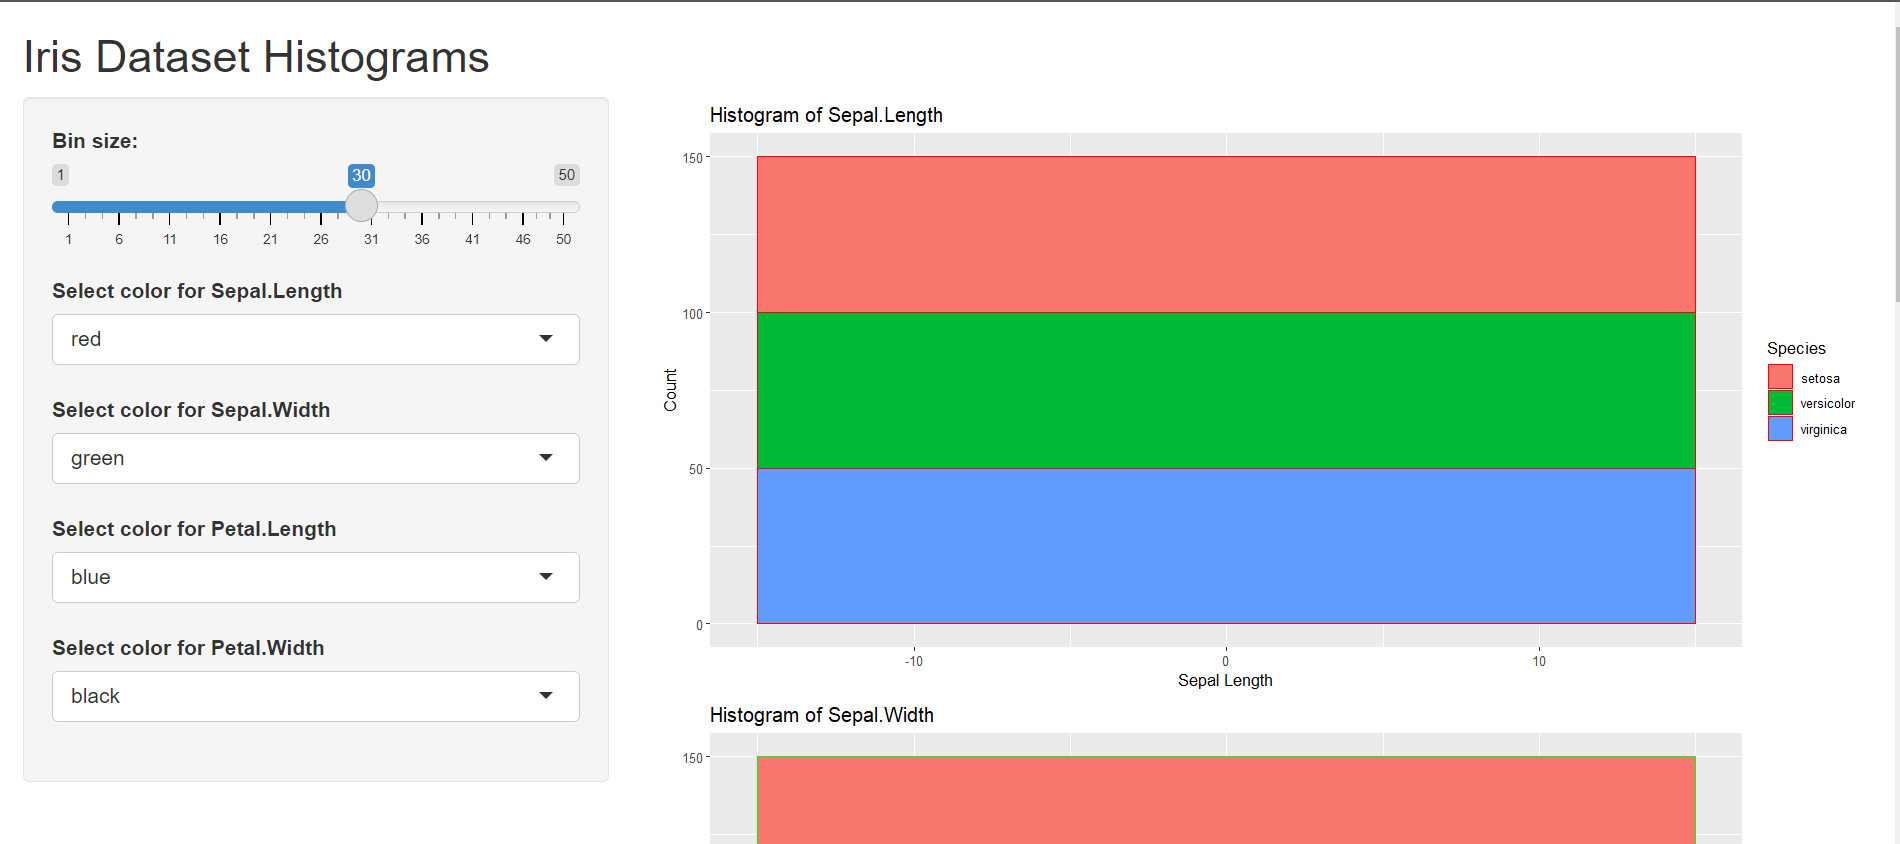 Iris Dataset Histograms
Bin size:
1 30 50
1 6 11 16 21 26 31 36 41 46 50
Select color for Sepal.Length
red
Select color for Sepal.Width
green
Select color for Petal.Length
blue
Select color for Petal.Width
black
Histogram of Sepal.Length
150
100
50
0
Count
-10 0 10
Sepal Length
Species
setosa
versicolor
virginica
Histogram of Sepal.Width
150